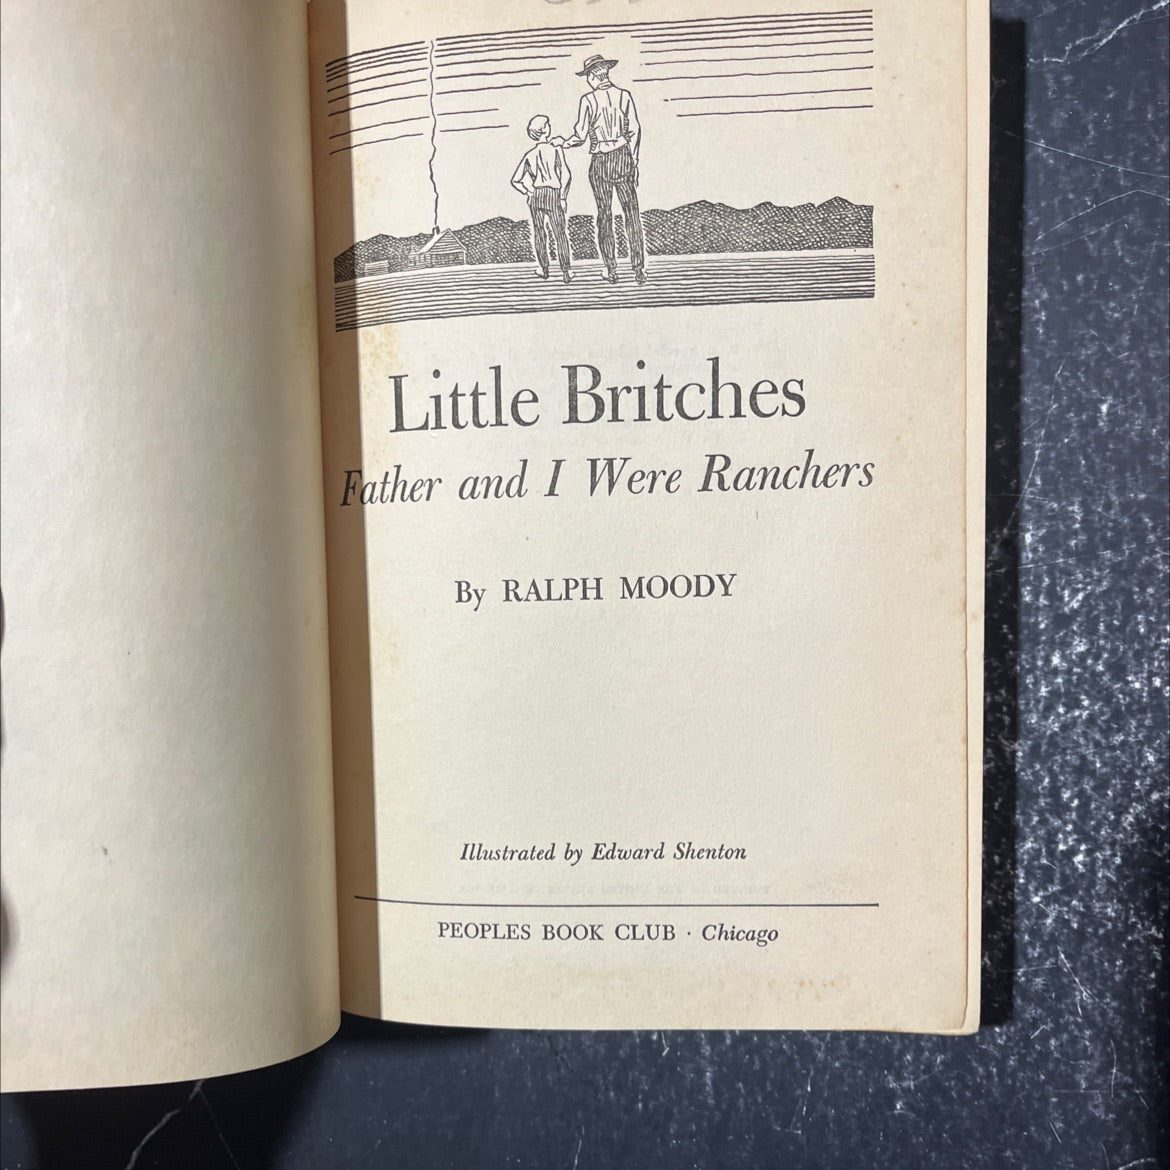 Little Britches
Father and I Were Ranchers
By RALPH MOODY
Illustrated by Edward Shenton
PEOPLES BOOK CLUB · Chicago